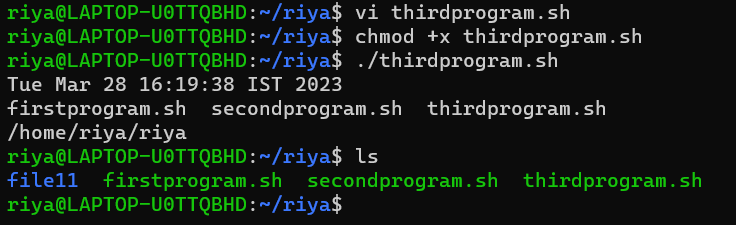 riya@LAPTOP-U0TTQBHD:~/riya$ vi thirdprogram.sh
riya@LAPTOP-U0TTQBHD:~/riya$ chmod +x thirdprogram.sh
riya@LAPTOP-U0TTQBHD:~/riya$ ./thirdprogram.sh
Tue Mar 28 16:19:38 IST 2023
firstprogram.sh  secondprogram.sh  thirdprogram.sh
/home/riya/riya
riya@LAPTOP-U0TTQBHD:~/riya$ ls
file11  firstprogram.sh  secondprogram.sh  thirdprogram.sh
riya@LAPTOP-U0TTQBHD:~/riya$